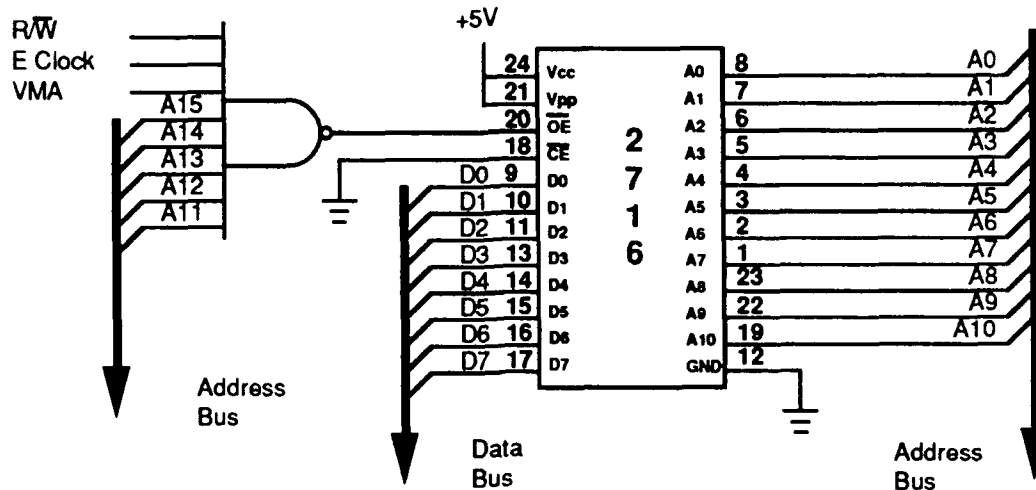 R/W̅
E Clock
VMA
A15
A14
A13
A12
A11
Address
Bus
+5V
24 Vcc
21 Vpp
20 O̅E̅
18 C̅E̅
D0 9 D0
D1 10 D1
D2 11 D2
D3 13 D3
D4 14 D4
D5 15 D5
D6 16 D6
D7 17 D7
Data
Bus
2
7
1
6
A0 8 A0
A1 7 A1
A2 6 A2
A3 5 A3
A4 4 A4
A5 3 A5
A6 2 A6
A7 1 A7
A8 23 A8
A9 22 A9
A10 19 A10
GND 12
Address
Bus